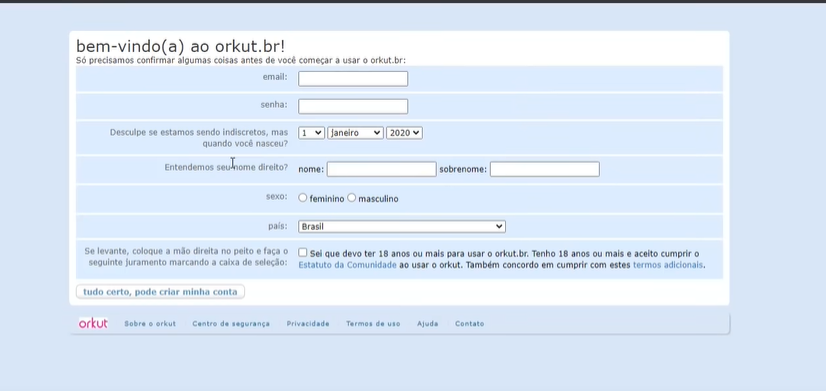 bem-vindo(a) ao orkut.br!
Só precisamos confirmar algumas coisas antes de você começar a usar o orkut.br:
email:
senha:
Desculpe se estamos sendo indiscretos, mas
quando você nasceu?
1 janeiro 2020
Entendemos seu nome direito?
nome: sobrenome:
sexo: feminino masculino
país: Brasil
Se levante, coloque a mão direita no peito e faça o
seguinte juramento marcando a caixa de seleção:
Sei que devo ter 18 anos ou mais para usar o orkut.br. Tenho 18 anos ou mais e aceito cumprir o
Estatuto da Comunidade ao usar o orkut. Também concordo em cumprir com estes termos adicionais.
tudo certo, pode criar minha conta
orkut Sobre o orkut Centro de segurança Privacidade Termos de uso Ajuda Contato